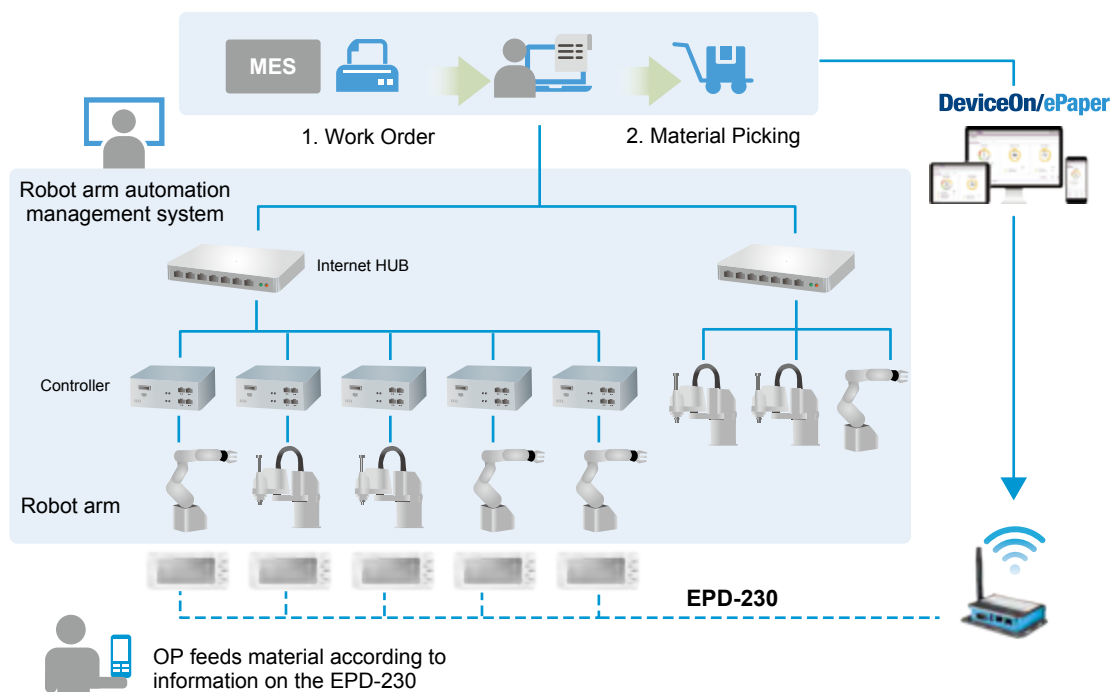 MES
1. Work Order
2. Material Picking
DeviceOn/ePaper
Robot arm automation
management system
Internet HUB
Controller
Robot arm
EPD-230
OP feeds material according to
information on the EPD-230